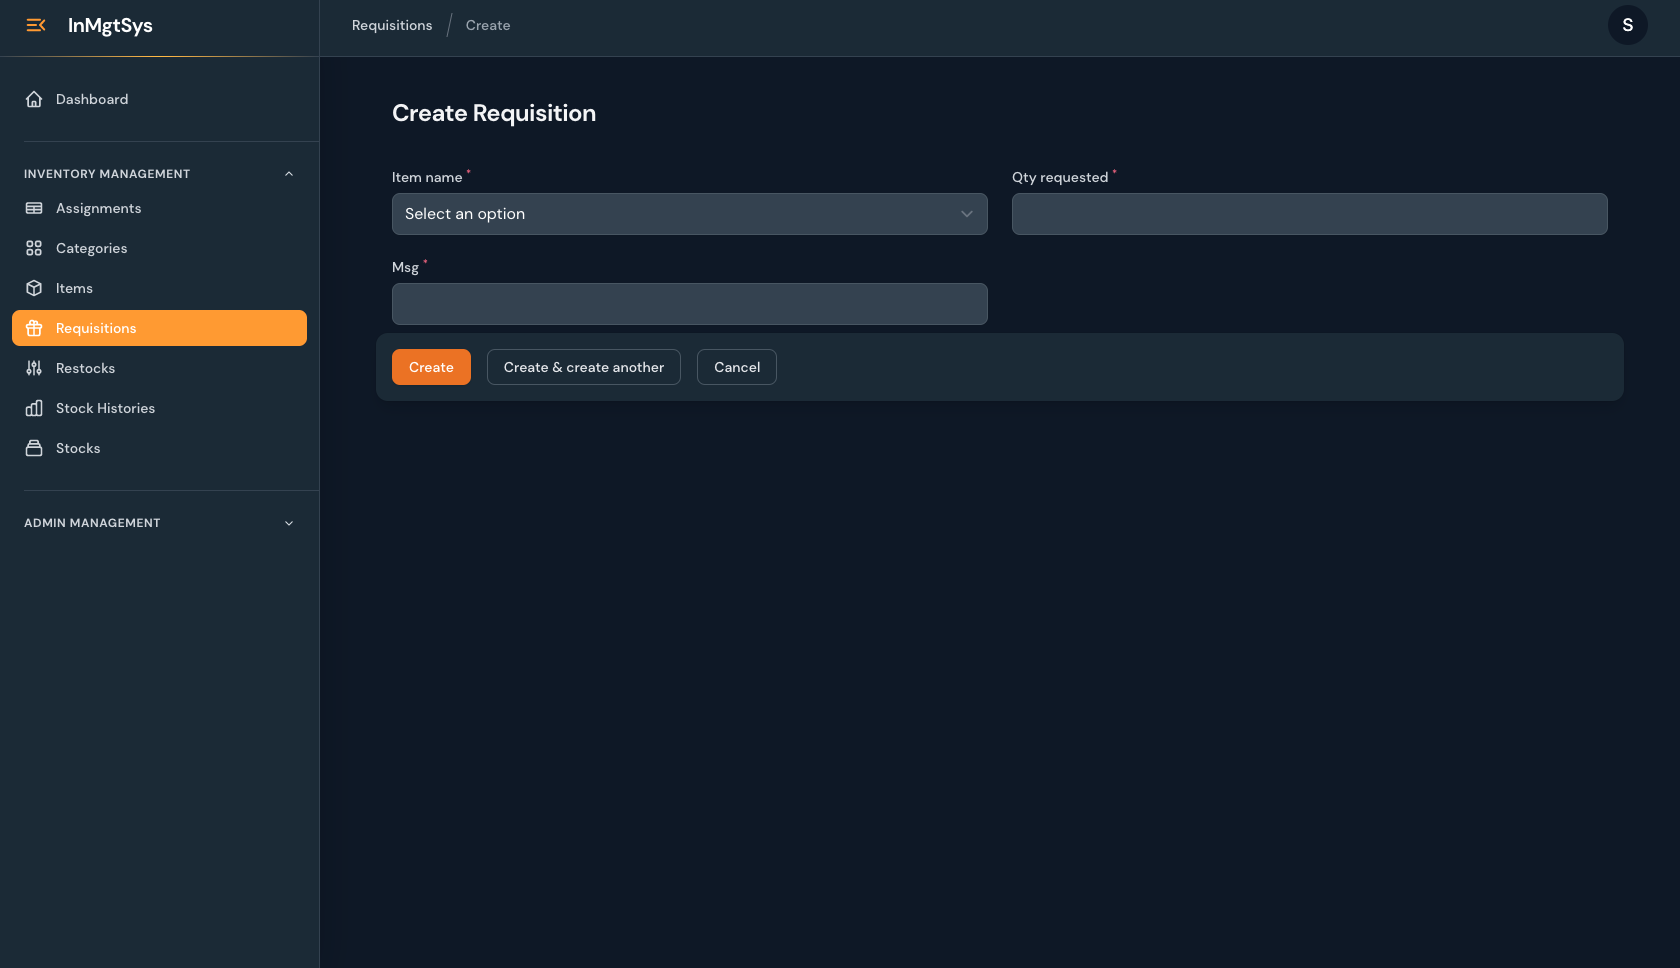 InMgtSys
Requisitions / Create
S
Dashboard
INVENTORY MANAGEMENT
Assignments
Categories
Items
Requisitions
Restocks
Stock Histories
Stocks
ADMIN MANAGEMENT
Create Requisition
Item name *
Qty requested *
Select an option
Msg *
Create
Create & create another
Cancel